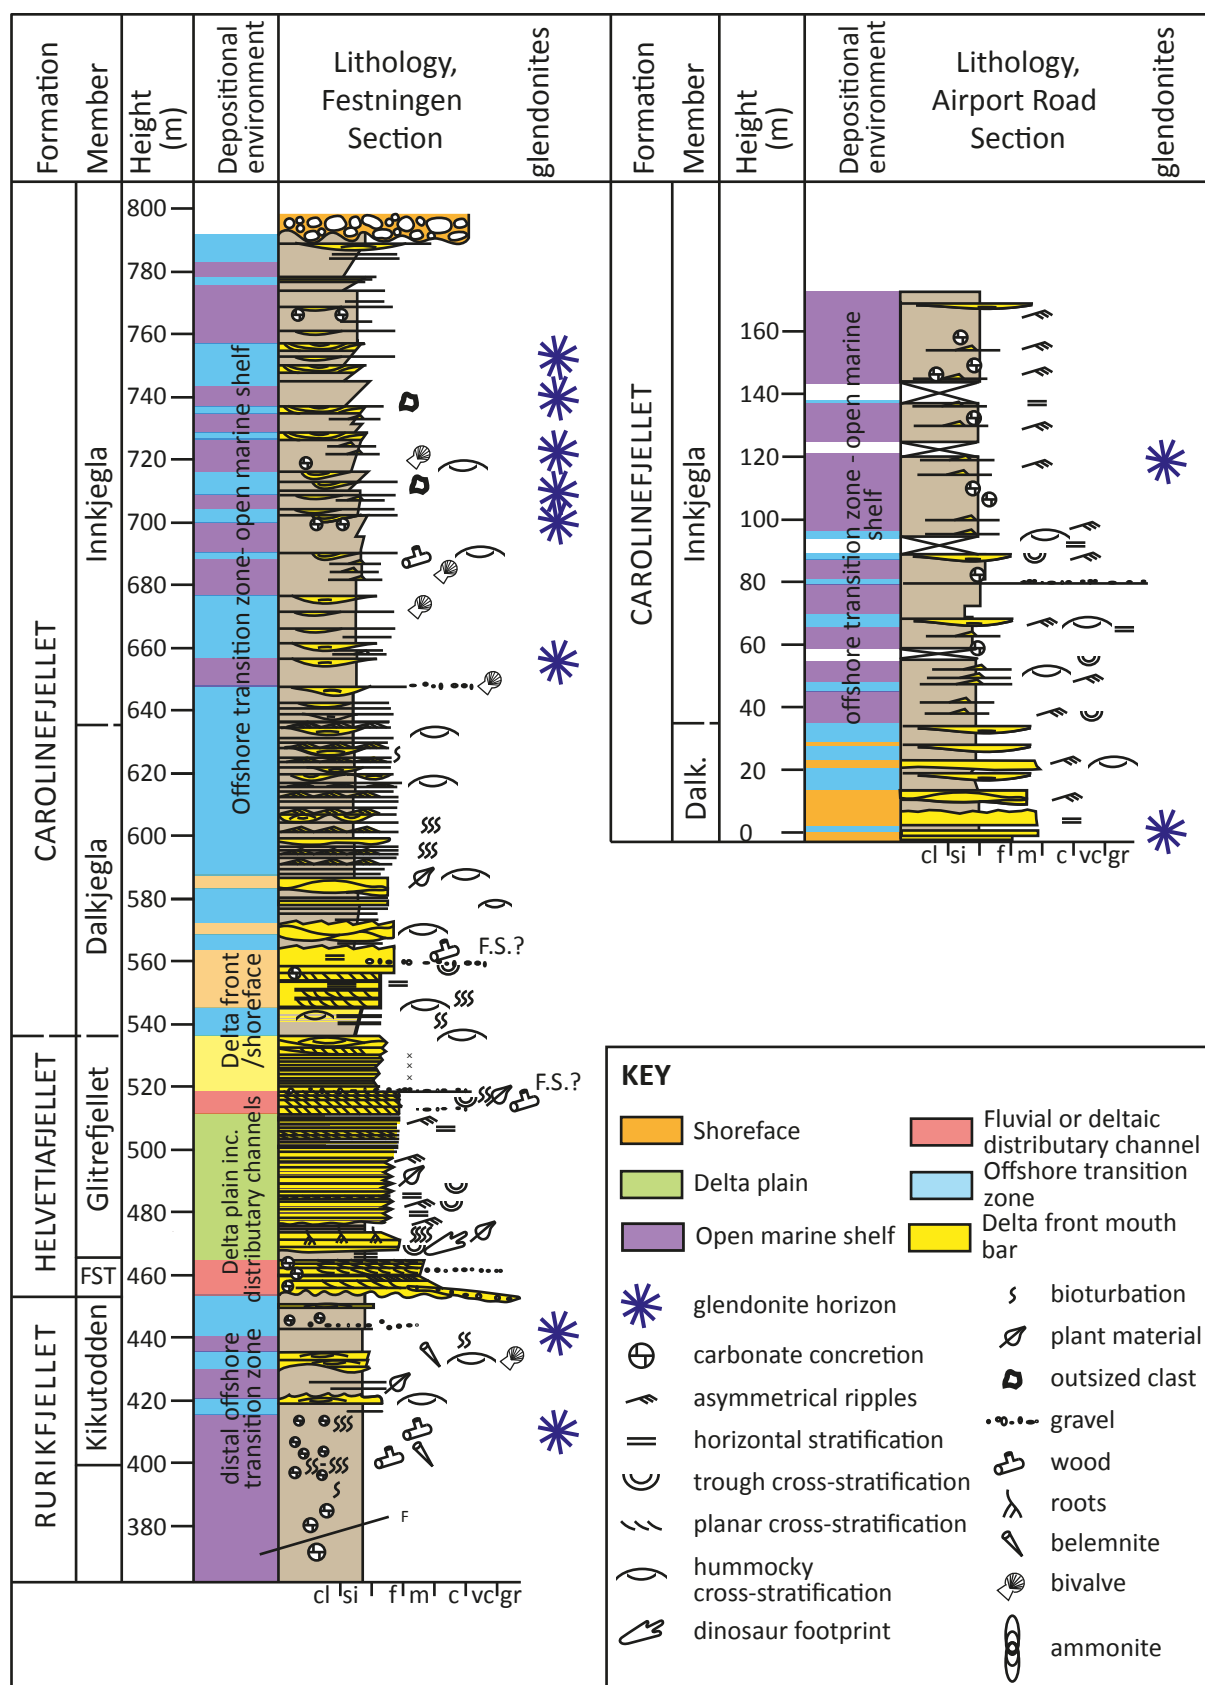 Formation
Member
Height
(m)
Depositional
environment
Lithology,
Festningen
Section
glendonites
CAROLINEFJELLET
HELVETIAFJELLET
RURIKFJELLET
Innkjegla
Dalkjegla
Glitrefjellet
FST
Kikutodden
800
780
760
740
720
700
680
660
640
620
600
580
560
540
520
500
480
460
440
420
400
380
Offshore transition zone- open marine shelf
Delta front
/shoreface
Delta plain inc.
distributary channels
distal offshore
transition zone
F.S.?
F.S.?
F
cl si f m c vc gr
Formation
Member
Height
(m)
Depositional
environment
Lithology,
Airport Road
Section
glendonites
CAROLINEFJELLET
Innkjegla
Dalk.
160
140
120
100
80
60
40
20
0
offshore transition zone - open marine
shelf
cl si f m c vc gr
KEY
Shoreface
Delta plain
Open marine shelf
Fluvial or deltaic
distributary channel
Offshore transition
zone
Delta front mouth
bar
glendonite horizon
carbonate concretion
asymmetrical ripples
horizontal stratification
trough cross-stratification
planar cross-stratification
hummocky
cross-stratification
dinosaur footprint
bioturbation
plant material
outsized clast
gravel
wood
roots
belemnite
bivalve
ammonite